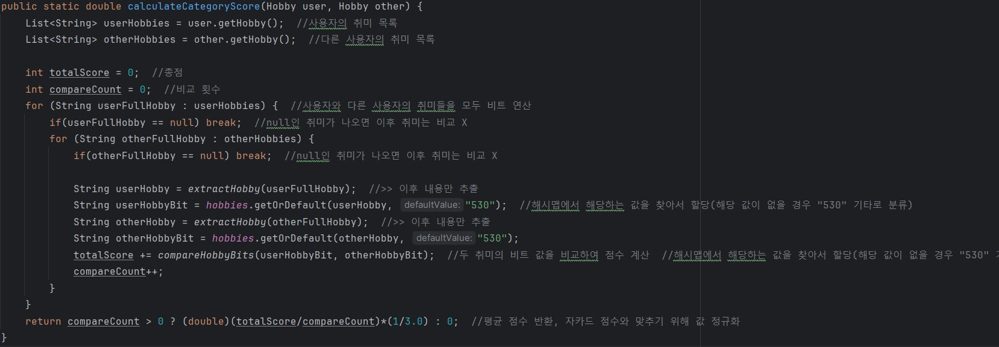 public static double calculateCategoryScore(Hobby user, Hobby other) {
    List<String> userHobbies = user.getHobby();  //사용자의 취미 목록
    List<String> otherHobbies = other.getHobby();  //다른 사용자의 취미 목록

    int totalScore = 0;  //총점
    int compareCount = 0;  //비교 횟수
    for (String userFullHobby : userHobbies) {  //사용자와 다른 사용자의 취미들을 모두 비트 연산
        if(userFullHobby == null) break;  //null인 취미가 나오면 이후 취미는 비교 X
        for (String otherFullHobby : otherHobbies) {
            if(otherFullHobby == null) break;  //null인 취미가 나오면 이후 취미는 비교 X

            String userHobby = extractHobby(userFullHobby);  //>> 이후 내용만 추출
            String userHobbyBit = hobbies.getOrDefault(userHobby, defaultValue: "530");  //해시맵에서 해당하는 값을 찾아서 할당(해당 값이 없을 경우 "530" 기타로 분류)
            String otherHobby = extractHobby(otherFullHobby);  //>> 이후 내용만 추출
            String otherHobbyBit = hobbies.getOrDefault(otherHobby, defaultValue: "530");
            totalScore += compareHobbyBits(userHobbyBit, otherHobbyBit);  //두 취미의 비트 값을 비교하여 점수 계산  //해시맵에서 해당하는 값을 찾아서 할당(해당 값이 없을 경우 "530"
            compareCount++;
        }
    }
    return compareCount > 0 ? (double)(totalScore/compareCount)*(1/3.0) : 0;  //평균 점수 반환, 자카드 점수와 맞추기 위해 값 정규화
}